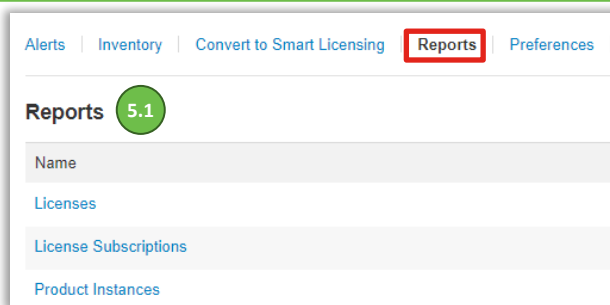 Alerts | Inventory | Convert to Smart Licensing | Reports | Preferences
Reports 5.1
Name
Licenses
License Subscriptions
Product Instances